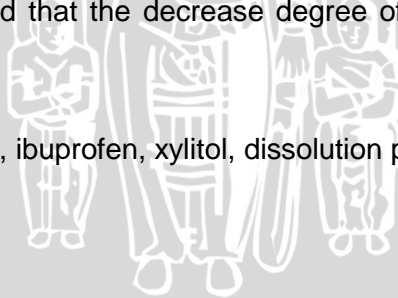 d that the decrease degree of
, ibuprofen, xylitol, dissolution p